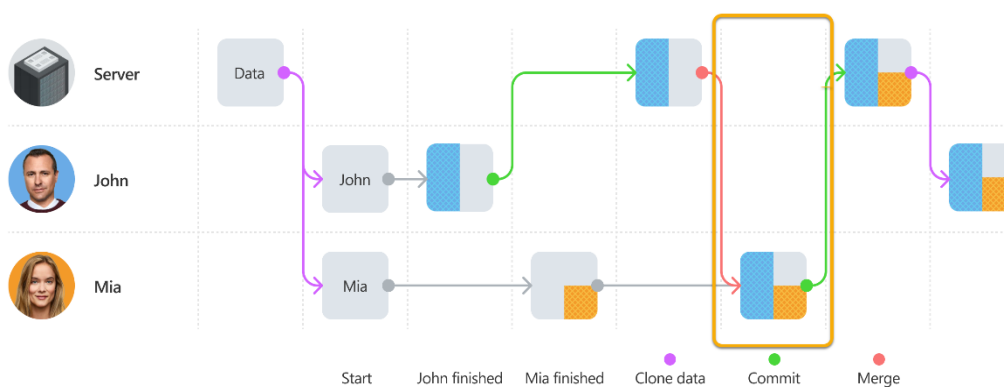 Server
Data
John
John
Mia
Mia
Start
John finished
Mia finished
Clone data
Commit
Merge